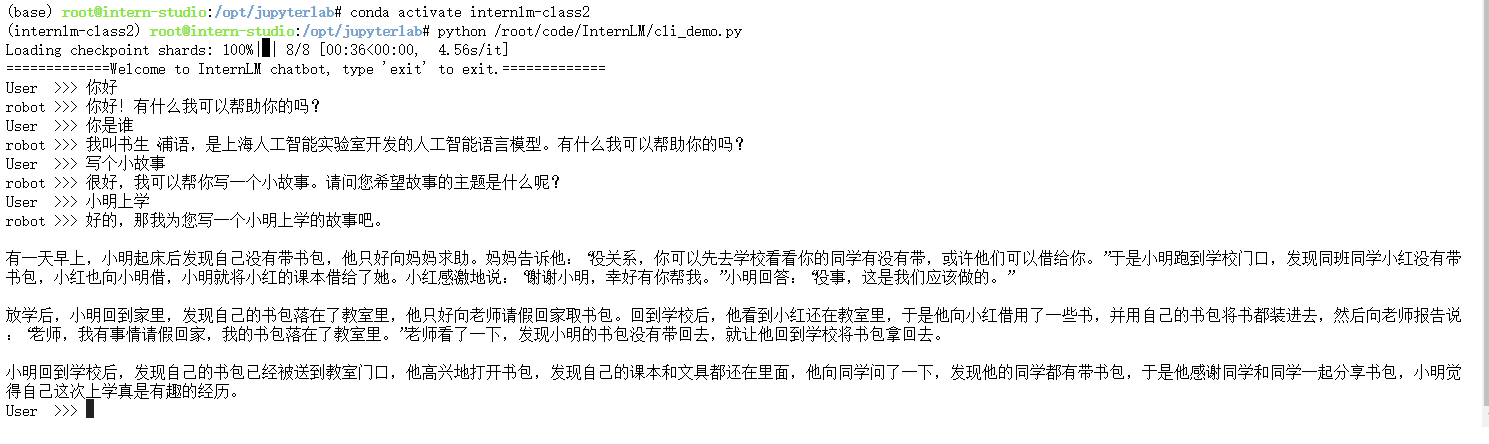 (base) root@intern-studio:/opt/jupyterlab# conda activate internlm-class2
(internlm-class2) root@intern-studio:/opt/jupyterlab# python /root/code/InternLM/cli_demo.py
Loading checkpoint shards: 100%|█| 8/8 [00:36<00:00,  4.56s/it]
=============Welcome to InternLM chatbot, type 'exit' to exit.=============
User  >>> 你好
robot >>> 你好！有什么我可以帮助你的吗？
User  >>> 你是谁
robot >>> 我叫书生·浦语，是上海人工智能实验室开发的人工智能语言模型。有什么我可以帮助你的吗？
User  >>> 写个小故事
robot >>> 很好，我可以帮你写一个小故事。请问您希望故事的主题是什么呢？
User  >>> 小明上学
robot >>> 好的，那我为您写一个小明上学的故事吧。
有一天早上，小明起床后发现自己没有带书包，他只好向妈妈求助。妈妈告诉他：“没关系，你可以先去学校看看你的同学有没有带，或许他们可以借给你。”于是小明跑到学校门口，发现同班同学小红没有带
书包，小红也向小明借，小明就将小红的课本借给了她。小红感激地说：“谢谢小明，幸好有你帮我。”小明回答：“没事，这是我们应该做的。”
放学后，小明回到家里，发现自己的书包落在了教室里，他只好向老师请假回家取书包。回到学校后，他看到小红还在教室里，于是他向小红借用了一些书，并用自己的书包将书都装进去，然后向老师报告说
：“老师，我有事情请假回家，我的书包落在了教室里。”老师看了一下，发现小明的书包没有带回去，就让他回到学校将书包拿回去。
小明回到学校后，发现自己的书包已经被送到教室门口，他高兴地打开书包，发现自己的课本和文具都还在里面，他向同学问了一下，发现他的同学都有带书包，于是他感谢同学和同学一起分享书包，小明觉
得自己这次上学真是有趣的经历。
User  >>>